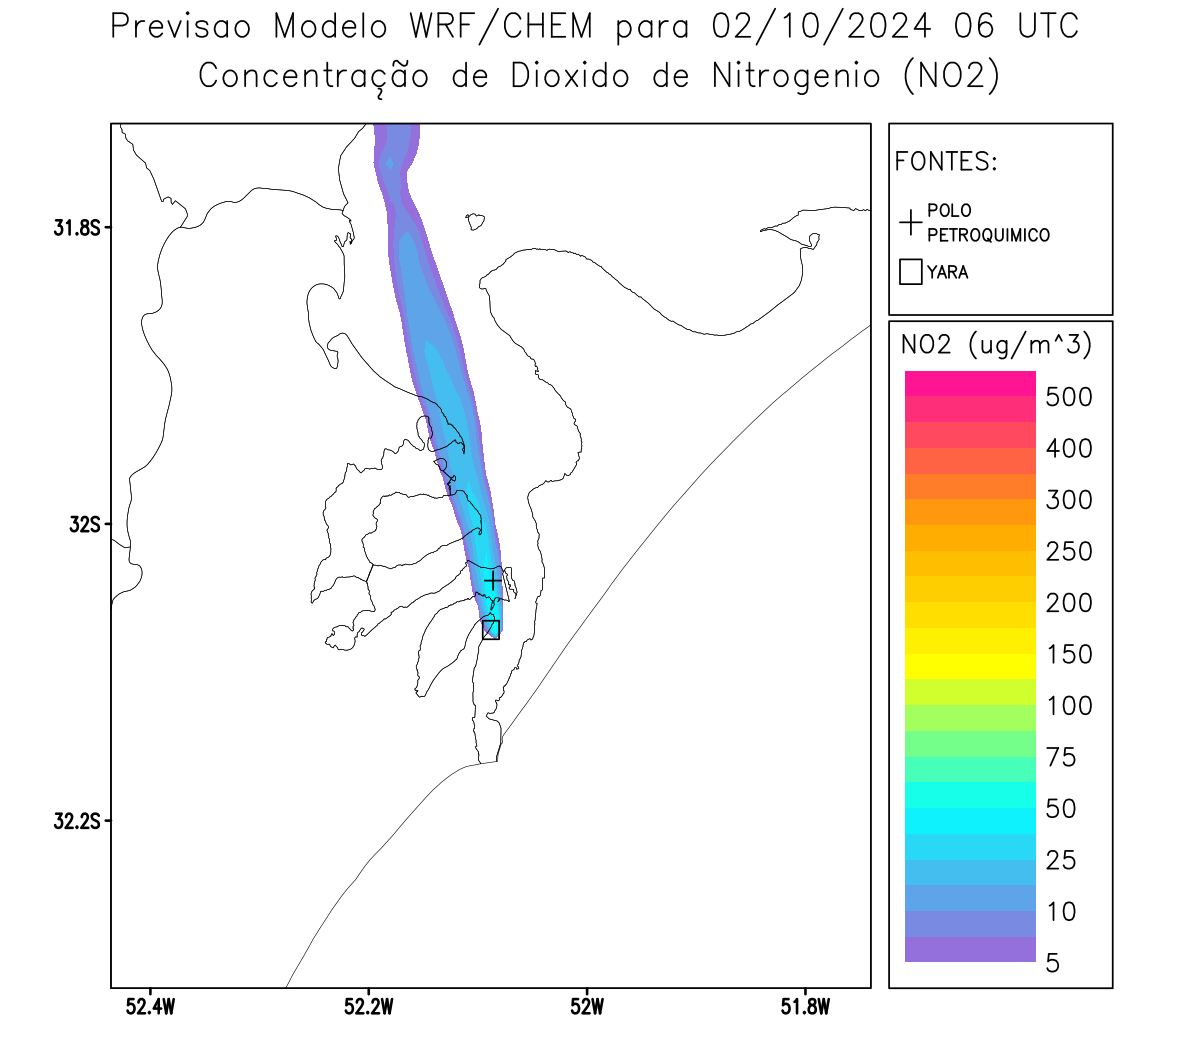 Previsao Modelo WRF/CHEM para 02/10/2024 06 UTC
Concentração de Dioxido de Nitrogenio (NO2)
FONTES:
POLO
PETROQUIMICO
YARA
31.8S
32S
32.2S
52.4W
52.2W
52W
51.8W
NO2 (ug/m^3)
500
400
300
250
200
150
100
75
50
25
10
5